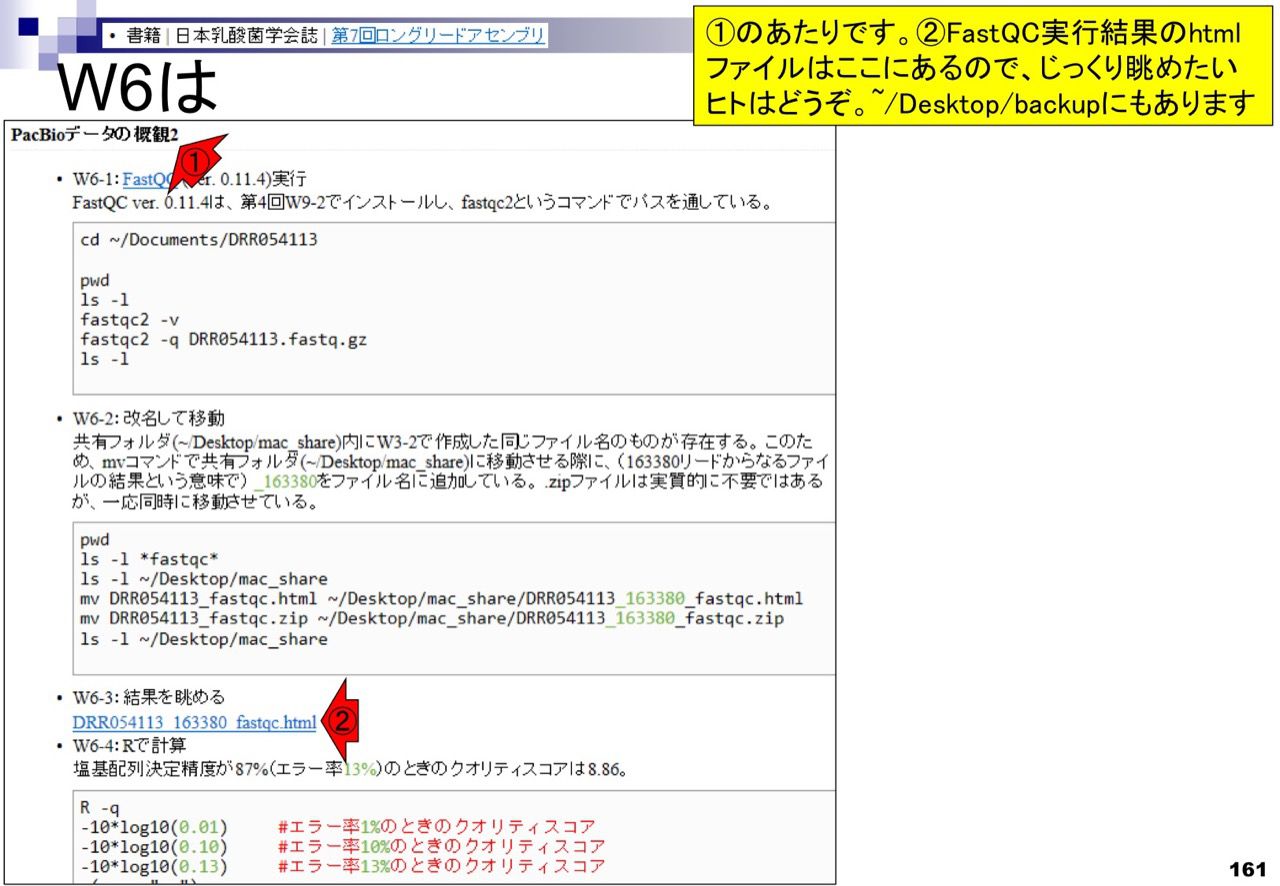 • 書籍 | 日本乳酸菌学会誌 | 第7回ロングリードアセンブリ
W6は
①のあたりです。②FastQC実行結果のhtml
ファイルはここにあるので、じっくり眺めたい
ヒトはどうぞ。~/Desktop/backupにもあります
PacBioデータの概観2
①
• W6-1: FastQC (ver. 0.11.4)実行
FastQC ver. 0.11.4は、第4回W9-2でインストールし、fastqc2というコマンドでパスを通している。
cd ~/Documents/DRR054113
pwd
ls -l
fastqc2 -v
fastqc2 -q DRR054113.fastq.gz
ls -l
• W6-2: 改名して移動
共有フォルダ(~/Desktop/mac_share)内にW3-2で作成した同じファイル名のものが存在する。このた
め、mvコマンドで共有フォルダ(~/Desktop/mac_share)に移動させる際に、（163380リードからなるファイ
ルの結果という意味で）_163380をファイル名に追加している。.zipファイルは実質的に不要ではある
が、一応同時に移動させている。
pwd
ls -l *fastqc*
ls -l ~/Desktop/mac_share
mv DRR054113_fastqc.html ~/Desktop/mac_share/DRR054113_163380_fastqc.html
mv DRR054113_fastqc.zip ~/Desktop/mac_share/DRR054113_163380_fastqc.zip
ls -l ~/Desktop/mac_share
• W6-3: 結果を眺める
DRR054113_163380_fastqc.html ②
• W6-4: Rで計算
塩基配列決定精度が87%(エラー率13%)のときのクオリティスコアは8.86。
R -q
-10*log10(0.01) #エラー率1%のときのクオリティスコア
-10*log10(0.10) #エラー率10%のときのクオリティスコア
-10*log10(0.13) #エラー率13%のときのクオリティスコア
161